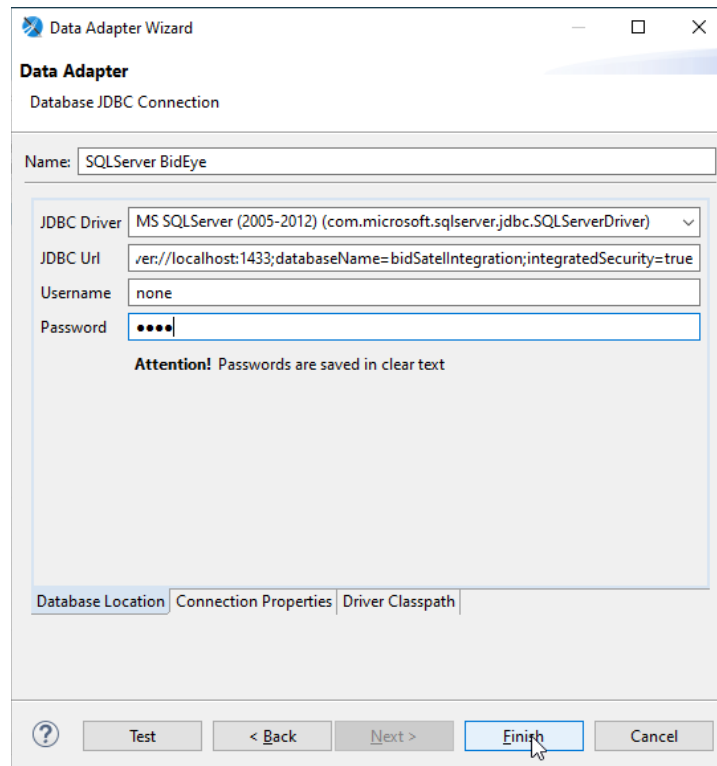 Data Adapter Wizard
Data Adapter
Database JDBC Connection
Name: SQLServer BidEye
JDBC Driver MS SQLServer (2005-2012) (com.microsoft.sqlserver.jdbc.SQLServerDriver)
JDBC Url ver://localhost:1433;databaseName=bidSatelIntegration;integratedSecurity=true
Username none
Password ●●●●
Attention! Passwords are saved in clear text
Database Location Connection Properties Driver Classpath
? Test < Back Next > Finish Cancel